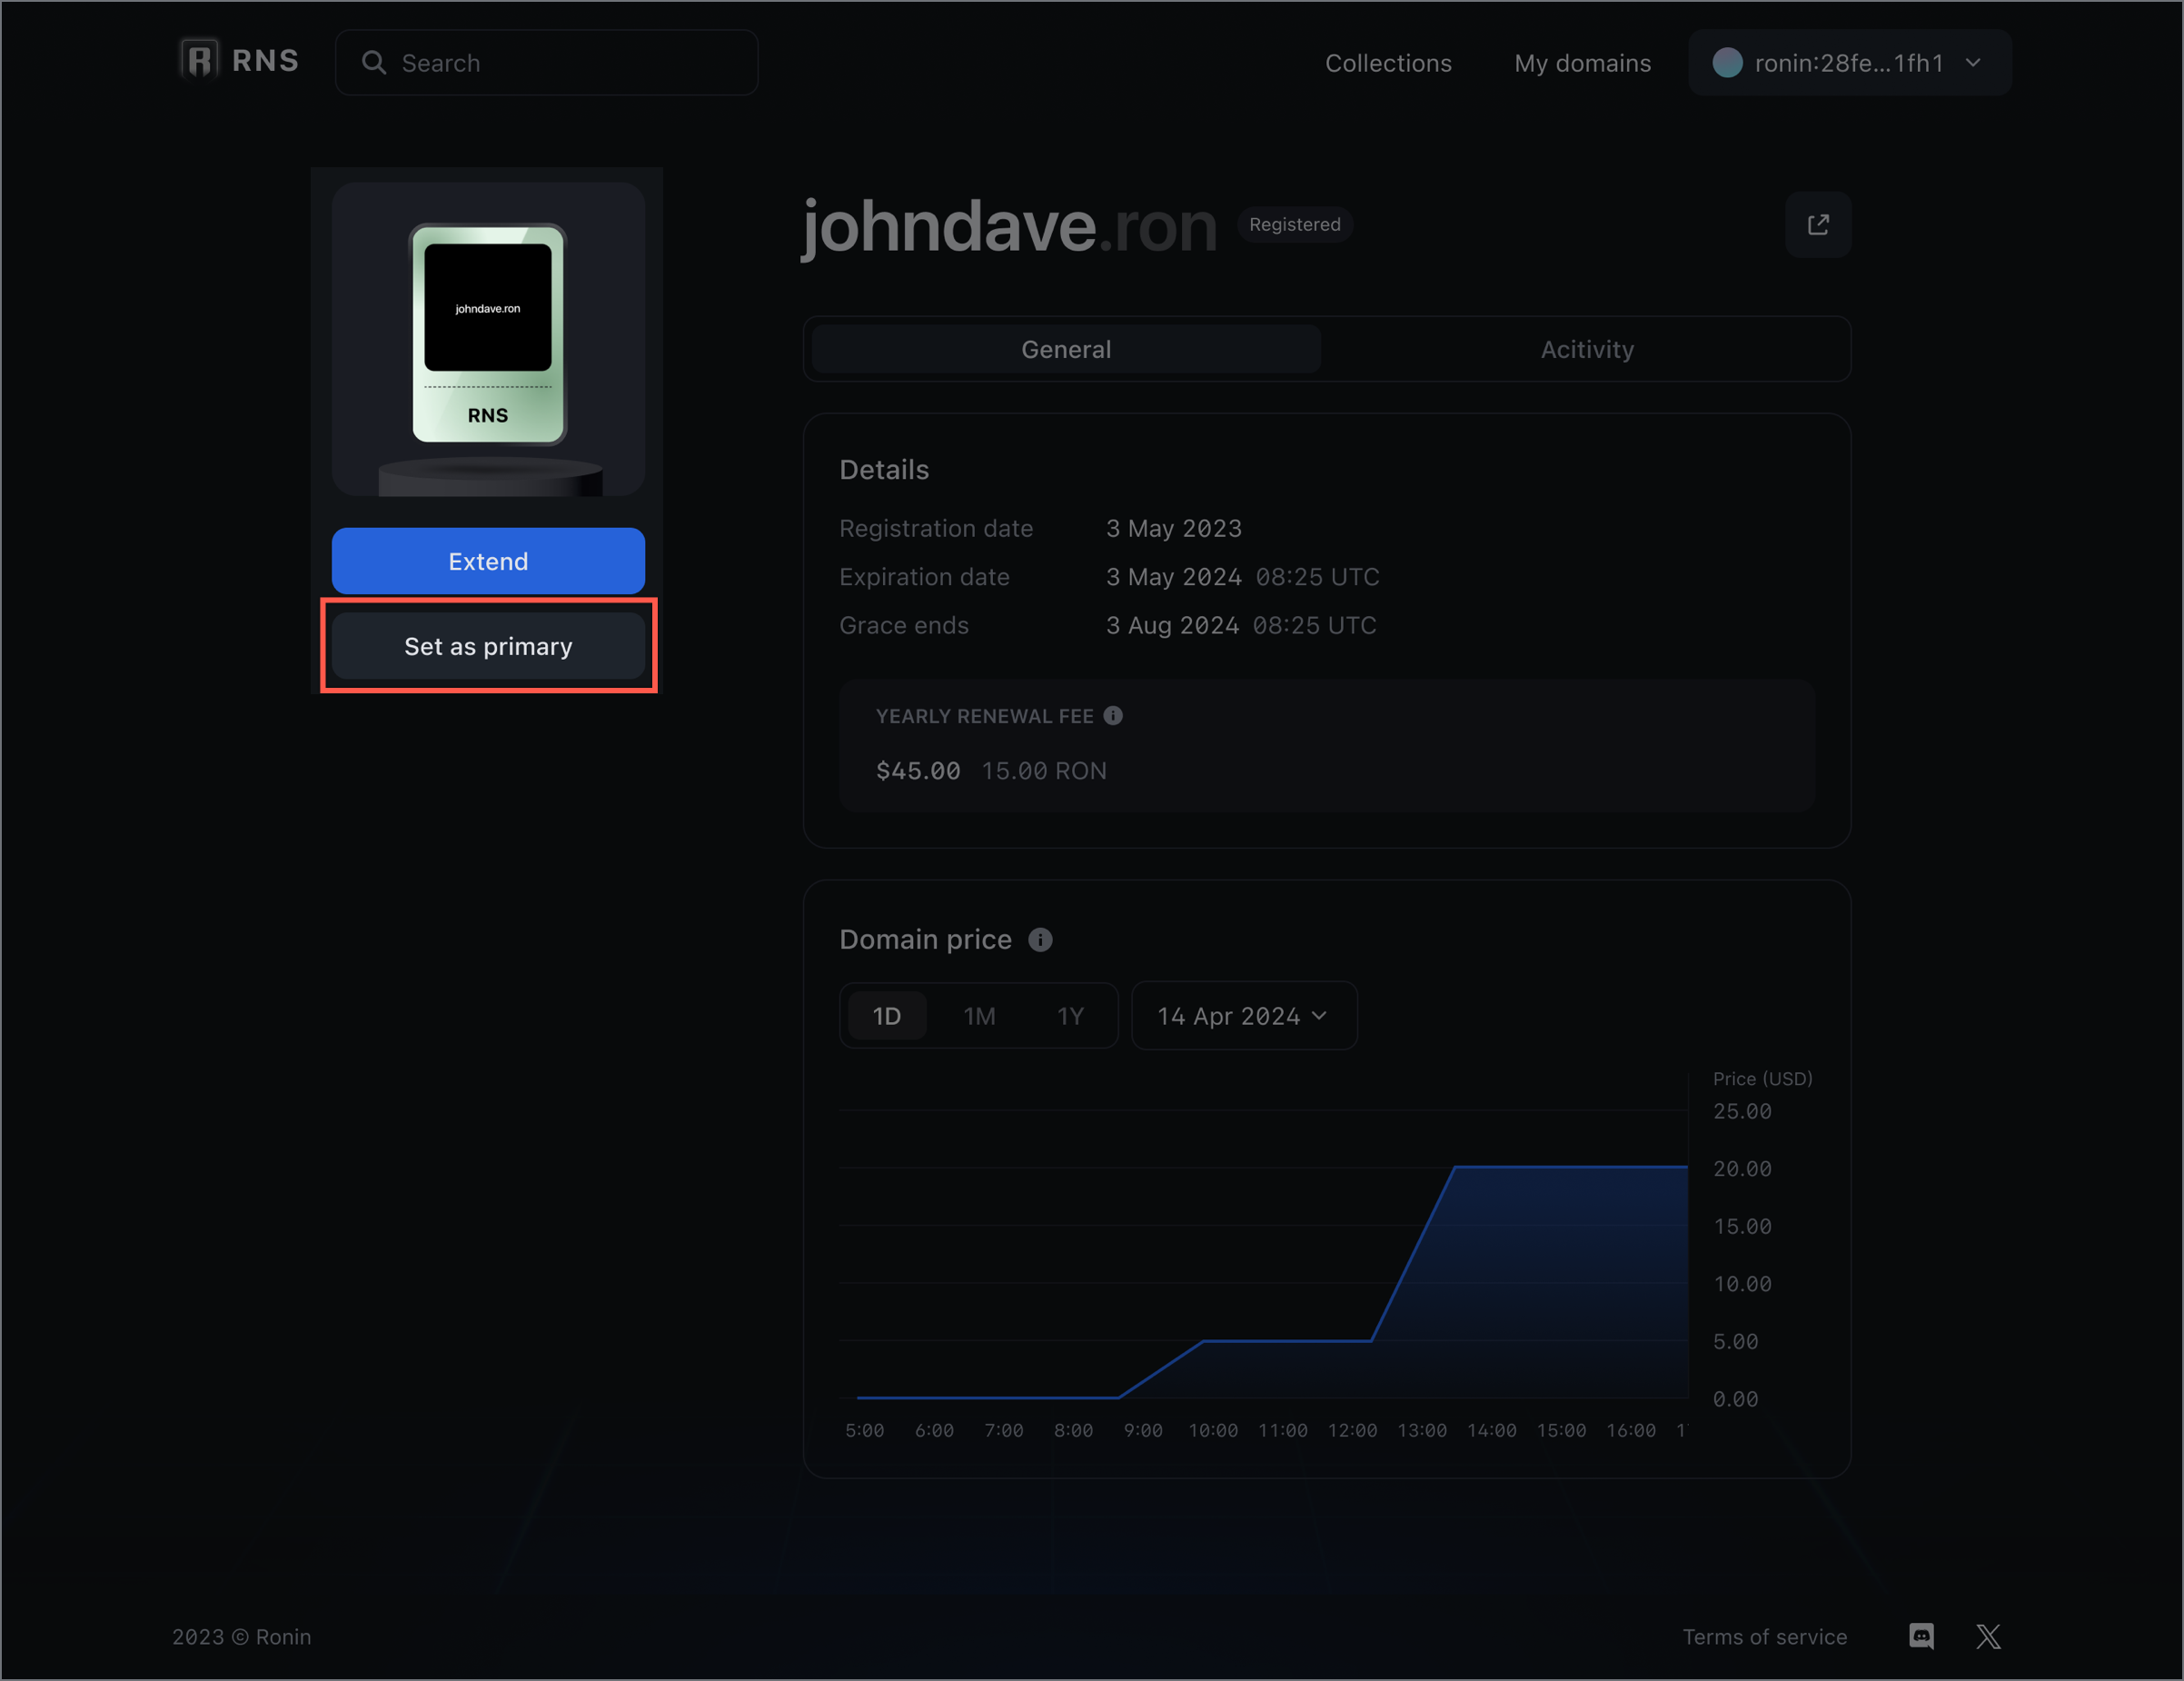 RNS
Search
Collections
My domains
ronin:28fe...1fh1
johndave.ron
RNS
Extend
Set as primary
johndave.ron
Registered
General
Acitivity
Details
Registration date 3 May 2023
Expiration date 3 May 2024 08:25 UTC
Grace ends 3 Aug 2024 08:25 UTC
YEARLY RENEWAL FEE
$45.00 15.00 RON
Domain price
1D 1M 1Y 14 Apr 2024
Price (USD)
25.00
20.00
15.00
10.00
5.00
0.00
5:00 6:00 7:00 8:00 9:00 10:00 11:00 12:00 13:00 14:00 15:00 16:00
2023 © Ronin
Terms of service